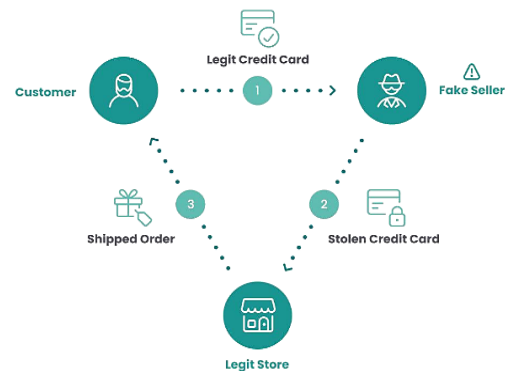 Legit Credit Card
Customer
1
Fake Seller
3
2
Shipped Order
Stolen Credit Card
Legit Store